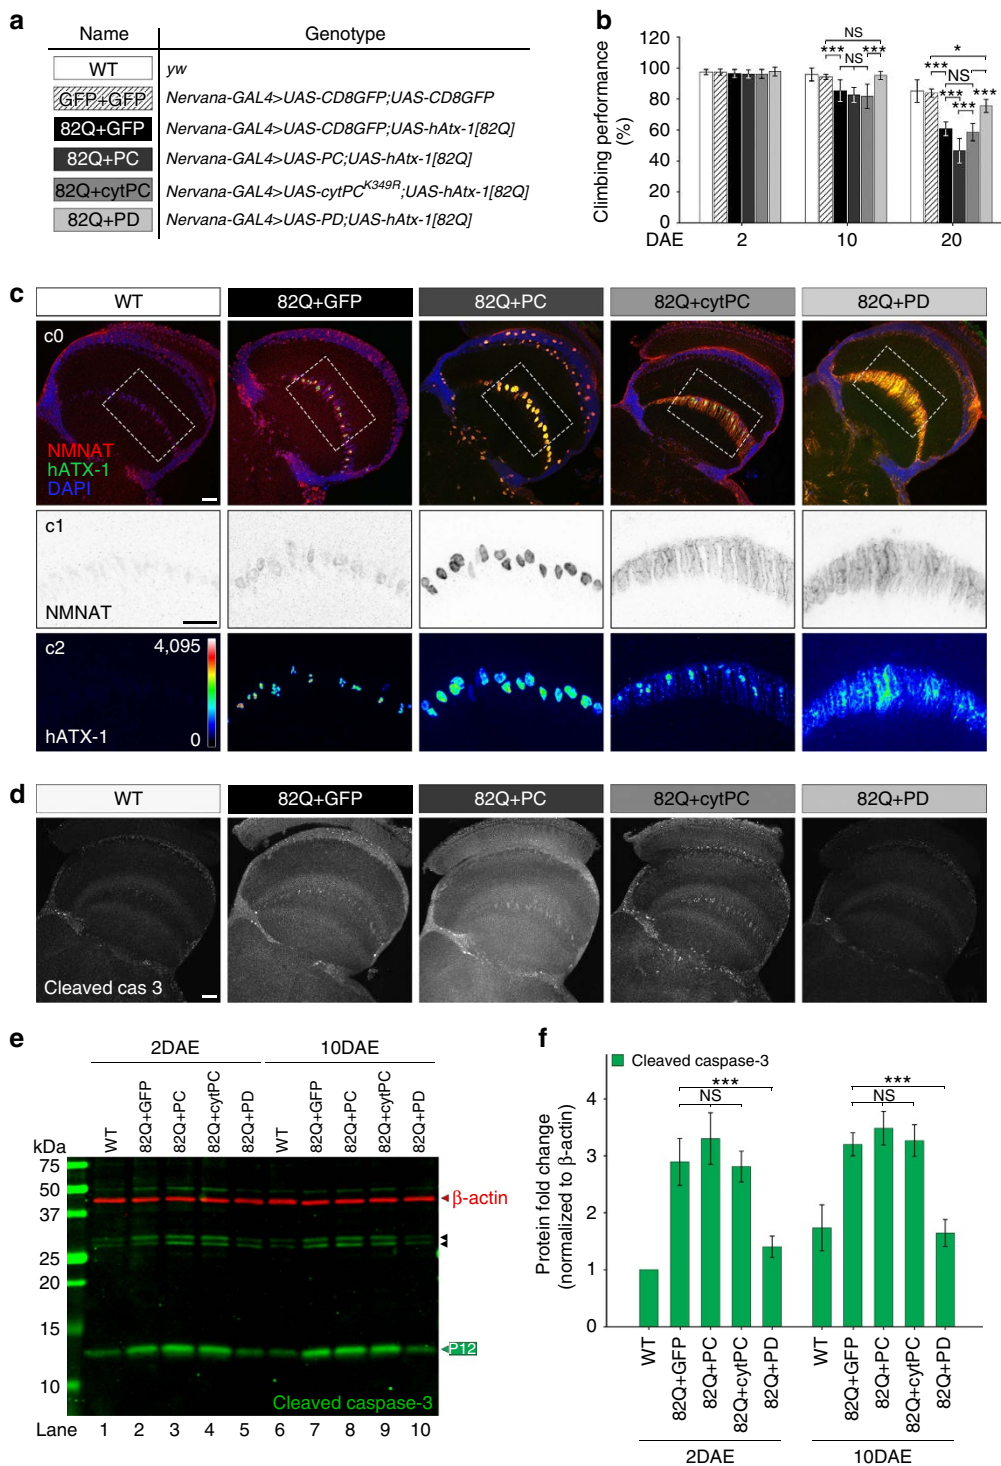 a
Name Genotype
WT yw
GFP+GFP Nervana-GAL4>UAS-CD8GFP;UAS-CD8GFP
82Q+GFP Nervana-GAL4>UAS-CD8GFP;UAS-hAtx-1[82Q]
82Q+PC Nervana-GAL4>UAS-PC;UAS-hAtx-1[82Q]
82Q+cytPC Nervana-GAL4>UAS-cytPC^K349R;UAS-hAtx-1[82Q]
82Q+PD Nervana-GAL4>UAS-PD;UAS-hAtx-1[82Q]
b
Climbing performance
(%)
120
100
80
60
40
20
0
NS
*** ***
NS
*
***
NS
*** ***
***
DAE 2 10 20
c
WT 82Q+GFP 82Q+PC 82Q+cytPC 82Q+PD
c0
NMNAT
hATX-1
DAPI
c1
NMNAT
c2
4,095
0
hATX-1
d
WT 82Q+GFP 82Q+PC 82Q+cytPC 82Q+PD
Cleaved cas 3
e
2DAE 10DAE
WT 82Q+GFP 82Q+PC 82Q+cytPC 82Q+PD WT 82Q+GFP 82Q+PC 82Q+cytPC 82Q+PD
kDa
75
50
37
25
20
15
10
β-actin
P12
Cleaved caspase-3
Lane 1 2 3 4 5 6 7 8 9 10
f
Cleaved caspase-3
Protein fold change
(normalized to β-actin)
4
3
2
1
0
***
NS
***
NS
WT 82Q+GFP 82Q+PC 82Q+cytPC 82Q+PD WT 82Q+GFP 82Q+PC 82Q+cytPC 82Q+PD
2DAE 10DAE